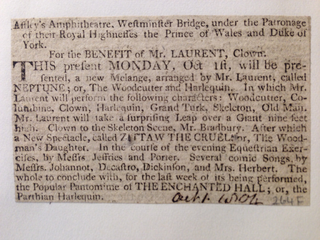 Aſtley's Amphitheatre, Weſtminſter Bridge, under the Patronage
of their Royal Highneſſes the Prince of Wales and Duke of
York.
For the BENEFIT of Mr. LAURENT, Clown.
THIS preſent MONDAY, Oct. 1ſt, will be pre-
ſented, a new Melange, arranged by Mr. Laurent, called
NEPTUNE; or, The Woodcutter and Harlequin. In which Mr.
Laurent will perform the following characters: Woodcutter, Co-
lumbine, Clown, Harlequin, Grand Turk, Skeleton, Old Man.
Mr. Laurent will take a ſurpriſing Leap over a Giant nine feet
high. Clown to the Skeleton Scene, Mr. Bradbury. After which
a New Spectacle, called ZITTAW THE CRUEL; or, The Wood-
man's Daughter. In the courſe of the evening Equeſtrian Exer-
ciſes, by Meſſrs. Jefferies and Porter. Several comic Songs, by
Meſſrs. Johannot, Decaſtro, Dickinſon, and Mrs. Herbert. The
whole to conclude with, for the laſt week of its being performed,
the Popular Pantomime of THE ENCHANTED HALL; or, the
Parthian Harlequin.
Oct 1